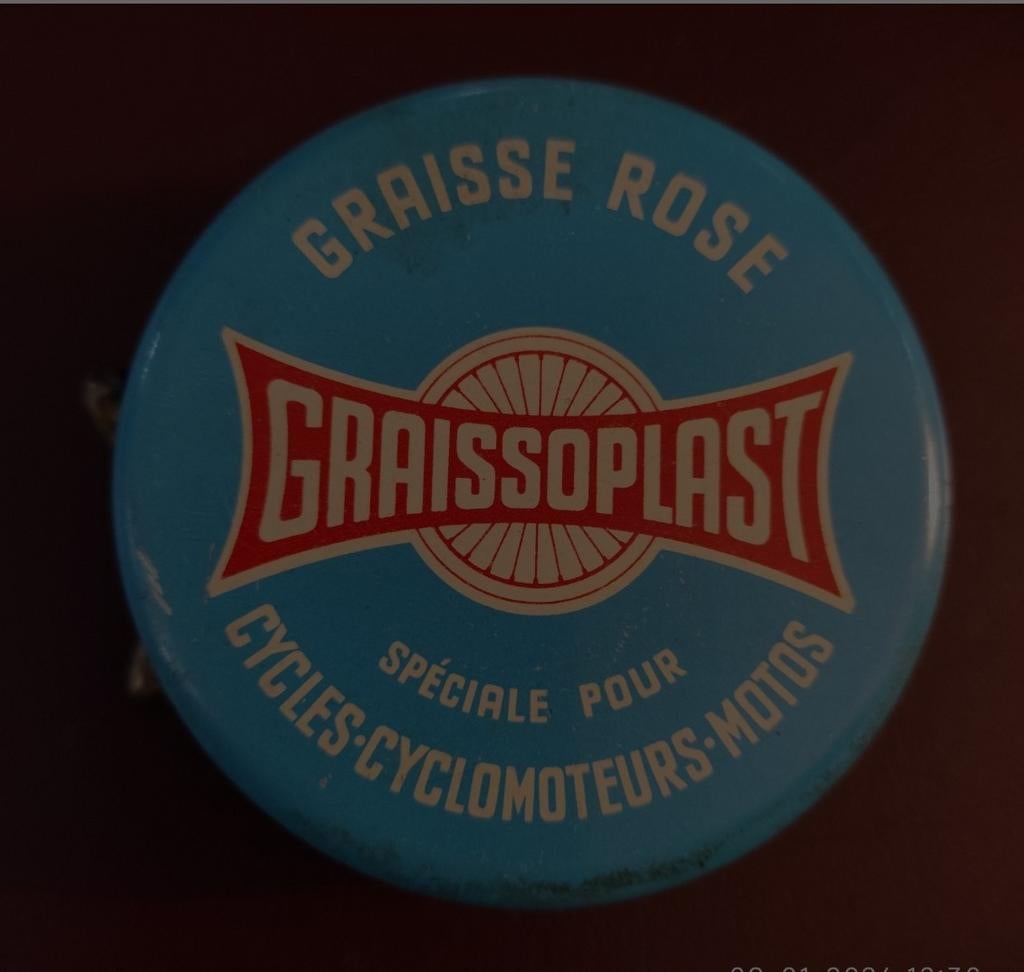 GRAISSE ROSE
GRAISSOPLAST
SPÉCIALE POUR
CYCLES·CYCLOMOTEURS·MOTOS